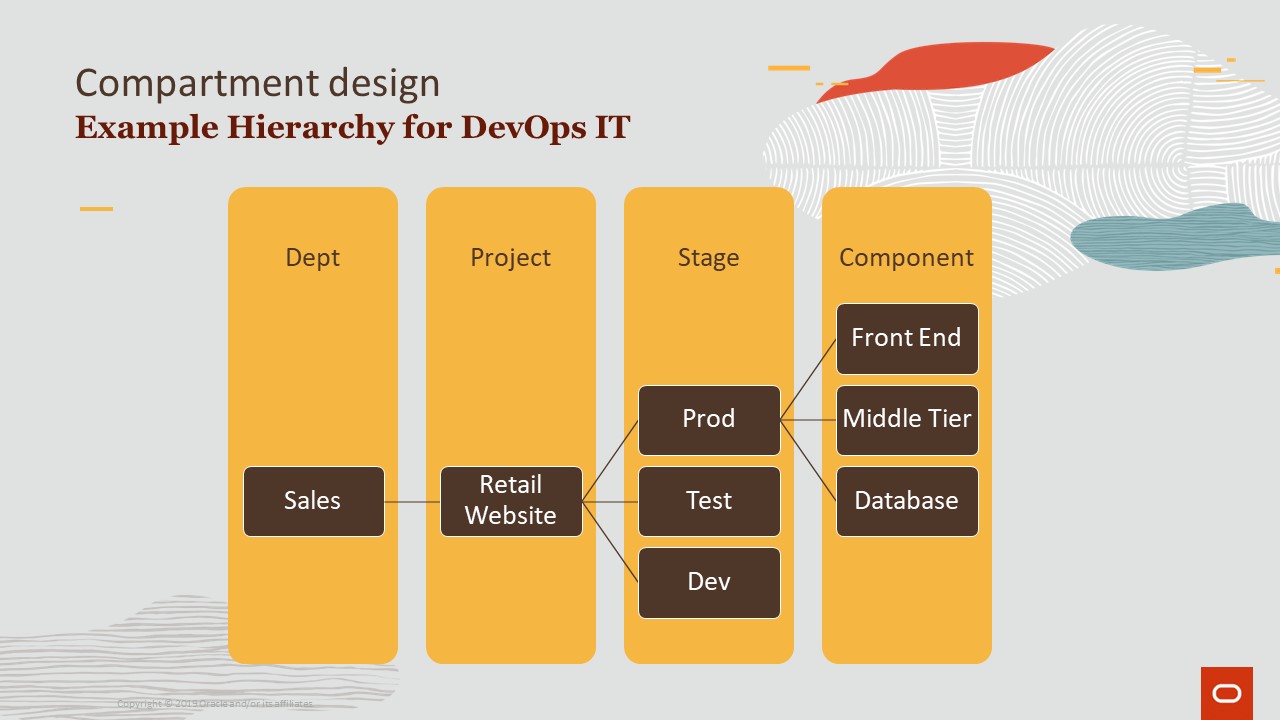 Compartment design
Example Hierarchy for DevOps IT
Dept
Project
Stage
Component
Front End
Prod
Middle Tier
Sales
Retail
Website
Test
Database
Dev
Copyright © 2019 Oracle and/or its affiliates.